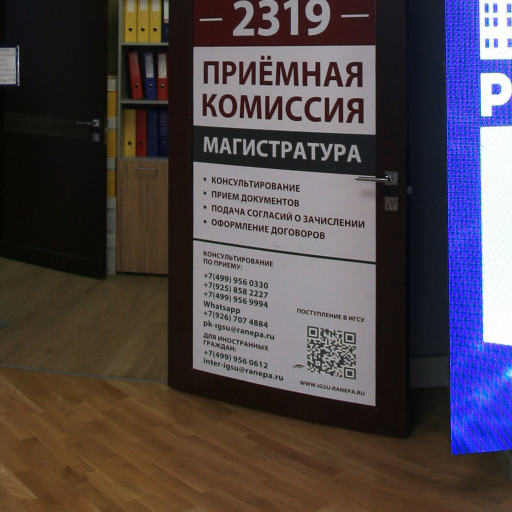 2319
ПРИЁМНАЯ
КОМИССИЯ
МАГИСТРАТУРА
• КОНСУЛЬТИРОВАНИЕ
• ПРИЕМ ДОКУМЕНТОВ
• ПОДАЧА СОГЛАСИЙ О ЗАЧИСЛЕНИИ
• ОФОРМЛЕНИЕ ДОГОВОРОВ
КОНСУЛЬТИРОВАНИЕ
ПО ПРИЕМУ:
+7(499) 956 0330
+7(925) 858 2227
+7(499) 956 9994
Whatsapp
+7(926) 707 4884
pk-igsu@ranepa.ru
ДЛЯ ИНОСТРАННЫХ
ГРАЖДАН:
+7(499) 956 0612
inter-igsu@ranepa.ru
ПОСТУПЛЕНИЕ В ИГСУ
WWW.IGSU.RANEPA.RU
Р